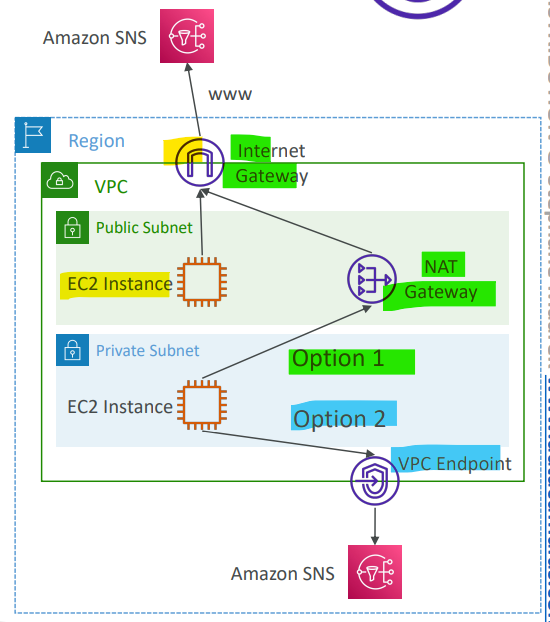 Amazon SNS
www
Region
Internet
Gateway
VPC
Public Subnet
EC2 Instance
NAT
Gateway
Private Subnet
Option 1
EC2 Instance
Option 2
VPC Endpoint
Amazon SNS